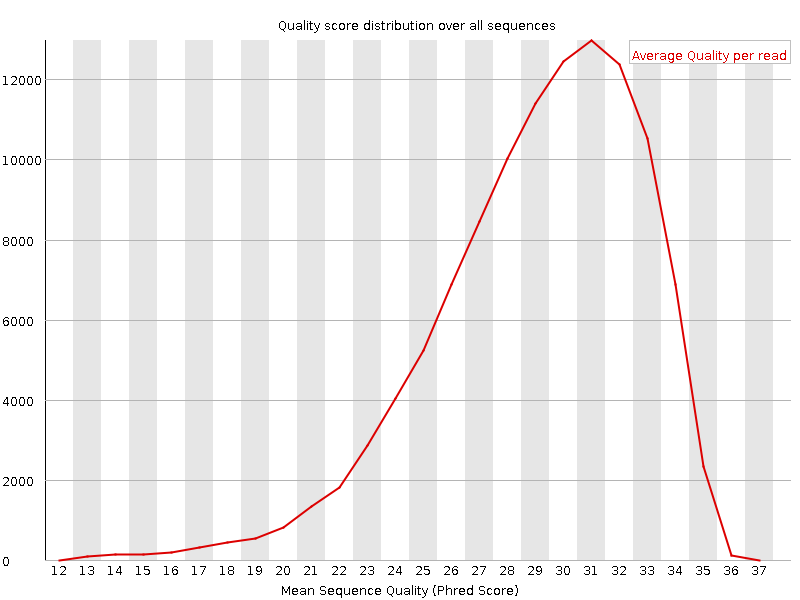 Quality score distribution over all sequences
Average Quality per read
12000
10000
8000
6000
4000
2000
0
12 13 14 15 16 17 18 19 20 21 22 23 24 25 26 27 28 29 30 31 32 33 34 35 36 37
Mean Sequence Quality (Phred Score)